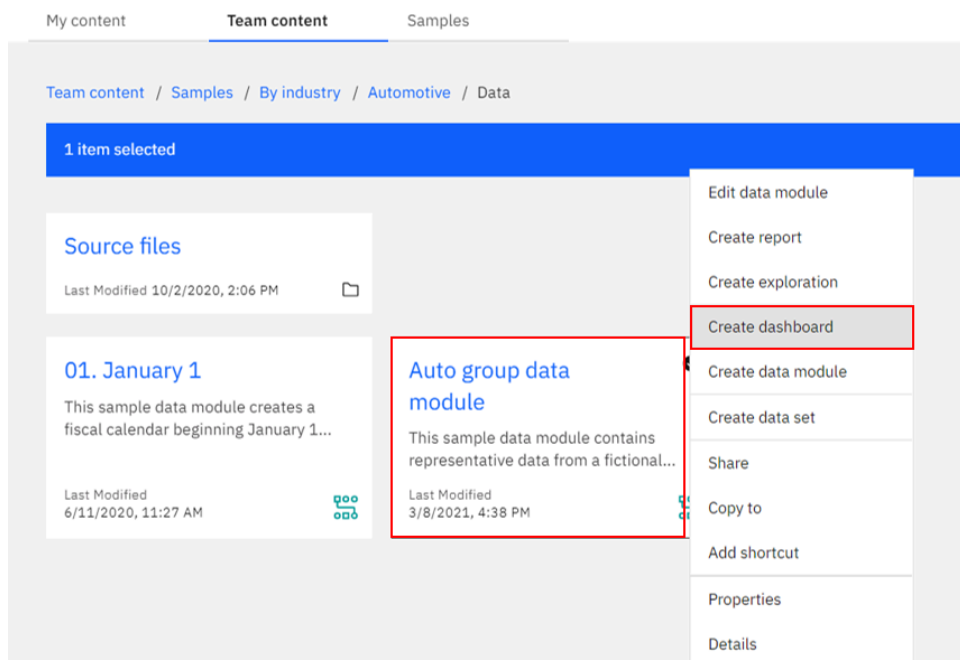 My content
Team content
Samples
Team content / Samples / By industry / Automotive / Data
1 item selected
Source files
Last Modified 10/2/2020, 2:06 PM
01. January 1
This sample data module creates a
fiscal calendar beginning January 1...
Last Modified
6/11/2020, 11:27 AM
Auto group data
module
This sample data module contains
representative data from a fictional...
Last Modified
3/8/2021, 4:38 PM
Edit data module
Create report
Create exploration
Create dashboard
Create data module
Create data set
Share
Copy to
Add shortcut
Properties
Details